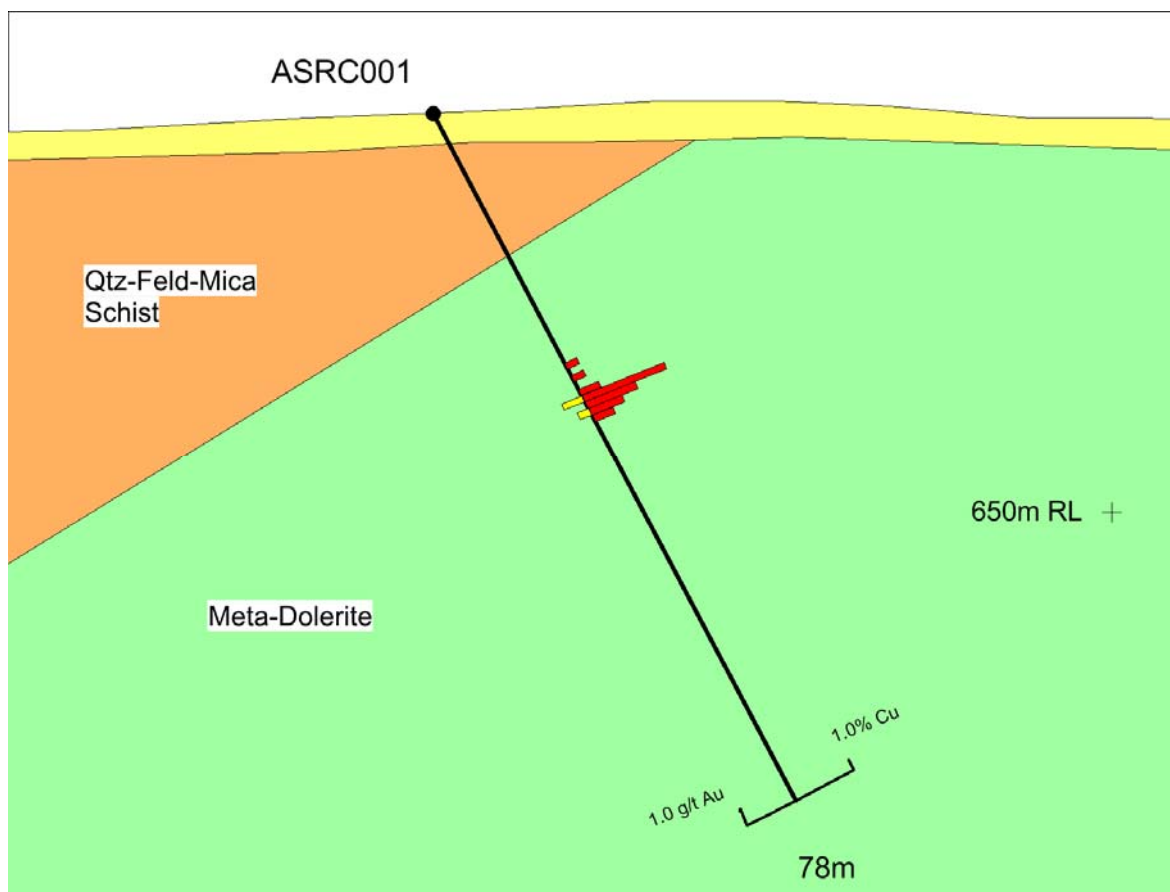 ASRC001
Qtz-Feld-Mica
Schist
650m RL
Meta-Dolerite
1.0% Cu
1.0 g/t Au
78m